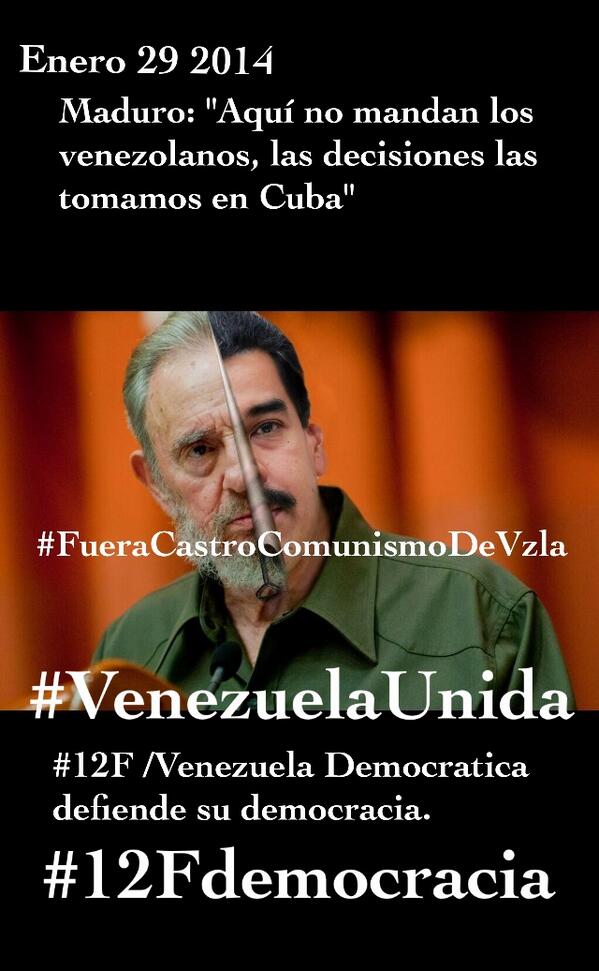 Enero 29 2014
Maduro: "Aquí no mandan los
venezolanos, las decisiones las
tomamos en Cuba"
#FueraCastroComunismoDeVzla
#VenezuelaUnida
#12F /Venezuela Democratica
defiende su democracia.
#12Fdemocracia